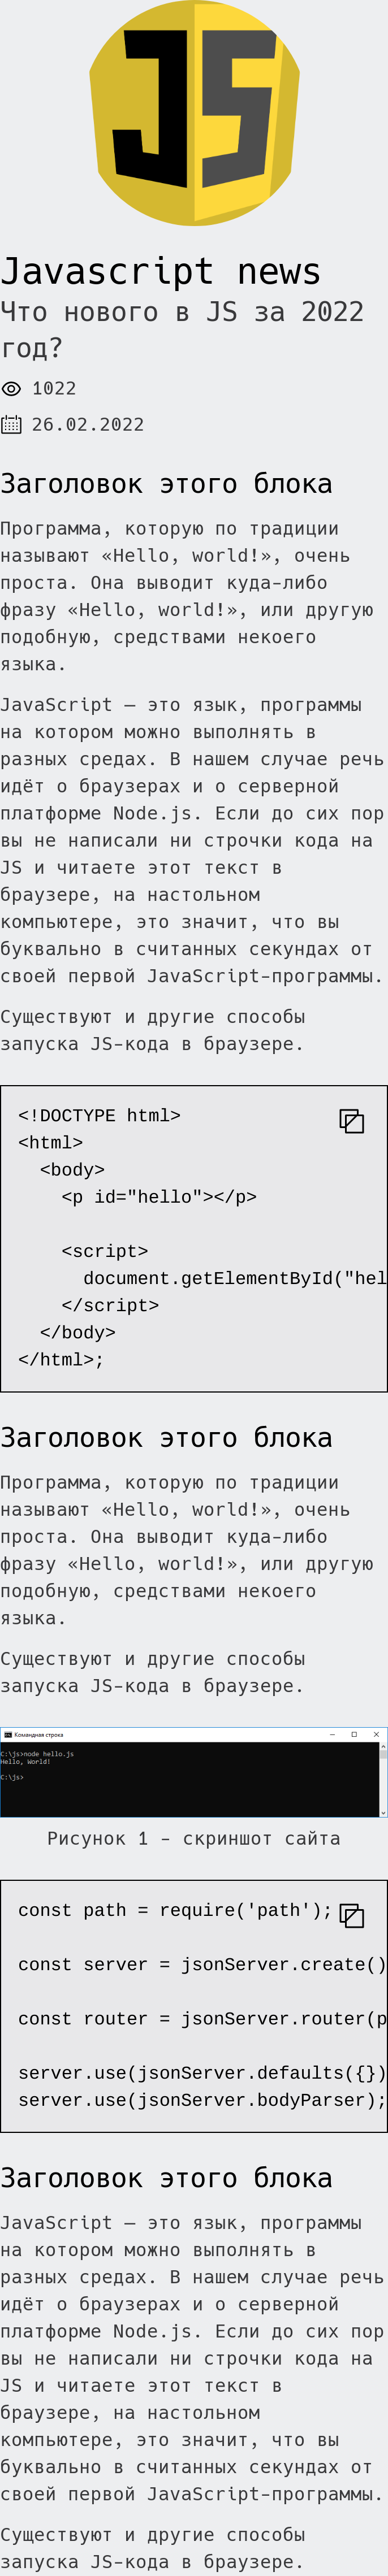 JS
Javascript news
Что нового в JS за 2022
год?
1022
26.02.2022
Заголовок этого блока
Программа, которую по традиции
называют «Hello, world!», очень
проста. Она выводит куда-либо
фразу «Hello, world!», или другую
подобную, средствами некоего
языка.
JavaScript — это язык, программы
на котором можно выполнять в
разных средах. В нашем случае речь
идёт о браузерах и о серверной
платформе Node.js. Если до сих пор
вы не написали ни строчки кода на
JS и читаете этот текст в
браузере, на настольном
компьютере, это значит, что вы
буквально в считанных секундах от
своей первой JavaScript-программы.
Существуют и другие способы
запуска JS-кода в браузере.
<!DOCTYPE html>
<html>
  <body>
    <p id="hello"></p>
    <script>
      document.getElementById("hel
    </script>
  </body>
</html>;
Заголовок этого блока
Программа, которую по традиции
называют «Hello, world!», очень
проста. Она выводит куда-либо
фразу «Hello, world!», или другую
подобную, средствами некоего
языка.
Существуют и другие способы
запуска JS-кода в браузере.
Командная строка
C:\js>node hello.js
Hello, World!
C:\js>
Рисунок 1 - скриншот сайта
const path = require('path');
const server = jsonServer.create()
const router = jsonServer.router(p
server.use(jsonServer.defaults({})
server.use(jsonServer.bodyParser);
Заголовок этого блока
JavaScript — это язык, программы
на котором можно выполнять в
разных средах. В нашем случае речь
идёт о браузерах и о серверной
платформе Node.js. Если до сих пор
вы не написали ни строчки кода на
JS и читаете этот текст в
браузере, на настольном
компьютере, это значит, что вы
буквально в считанных секундах от
своей первой JavaScript-программы.
Существуют и другие способы
запуска JS-кода в браузере.